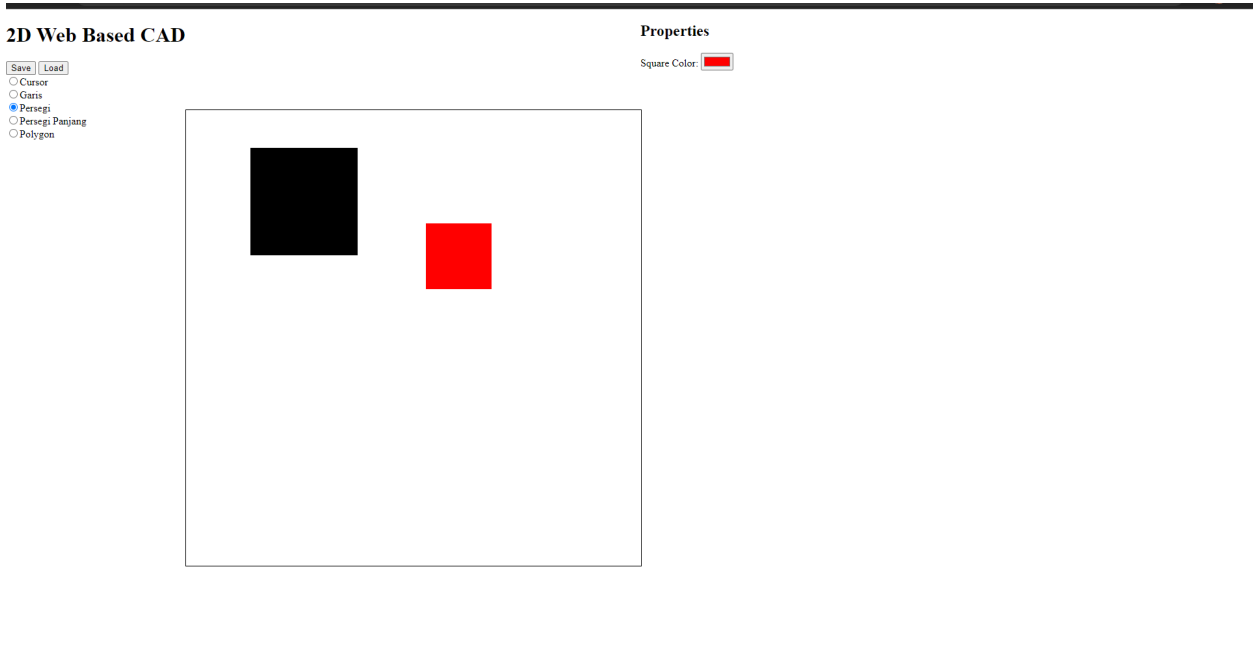 2D Web Based CAD
Save Load
Cursor
Garis
Persegi
Persegi Panjang
Polygon
Properties
Square Color: